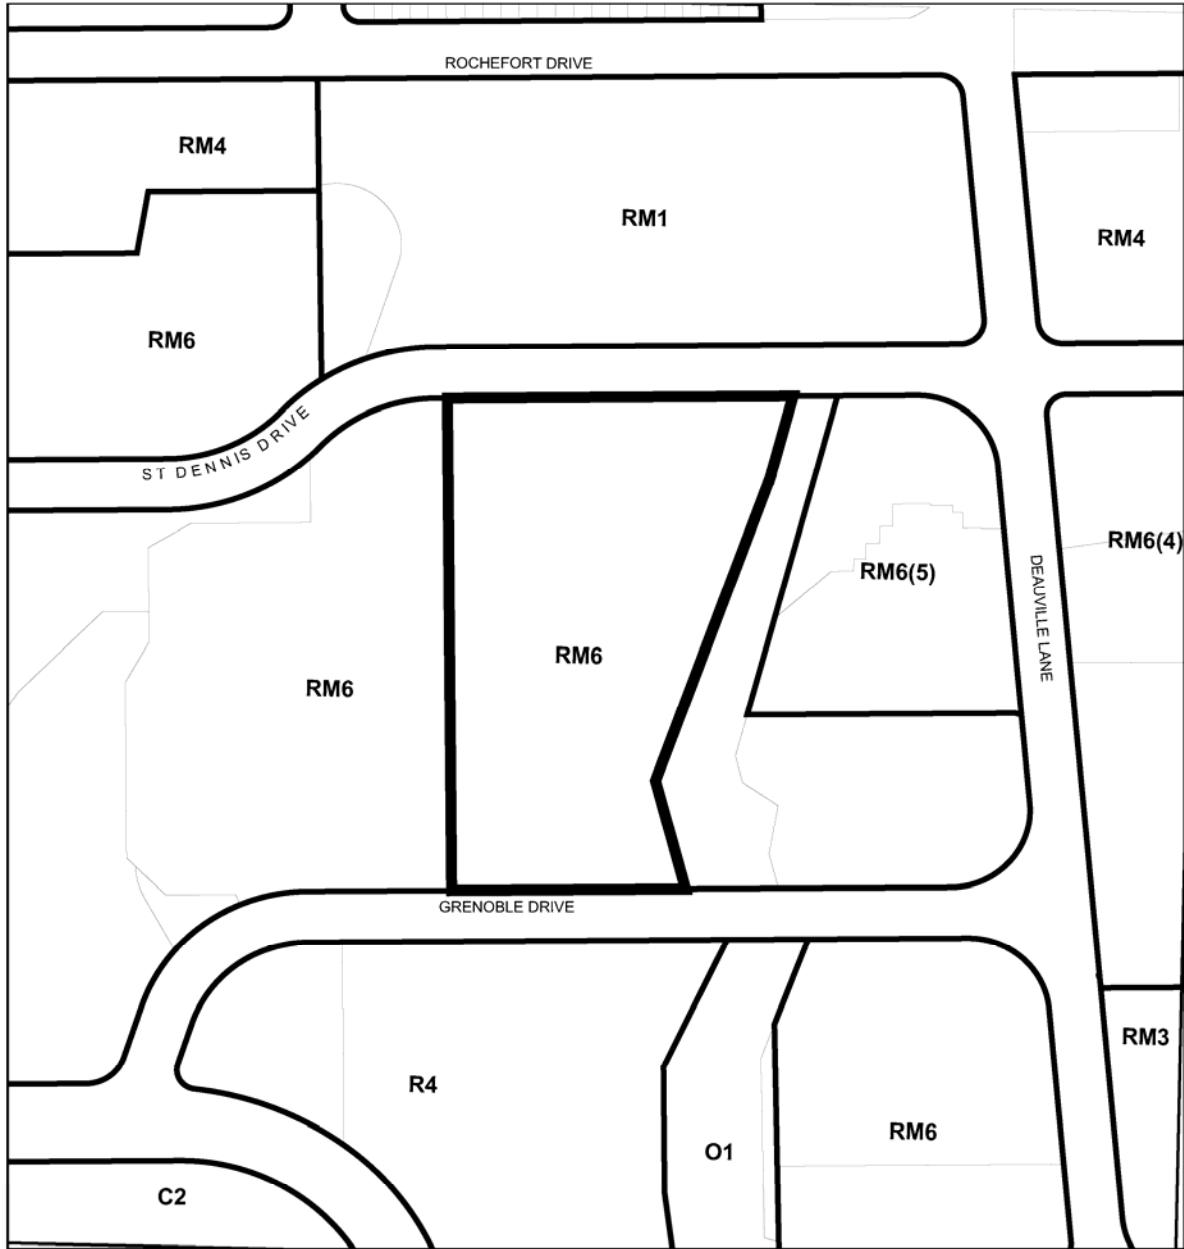 ROCHEFORT DRIVE
RM4
RM1
RM4
RM6
ST DENNIS DRIVE
RM6(4)
RM6(5)
DEAUVILLE LANE
RM6
RM6
GRENOBLE DRIVE
RM3
R4
RM6
O1
C2